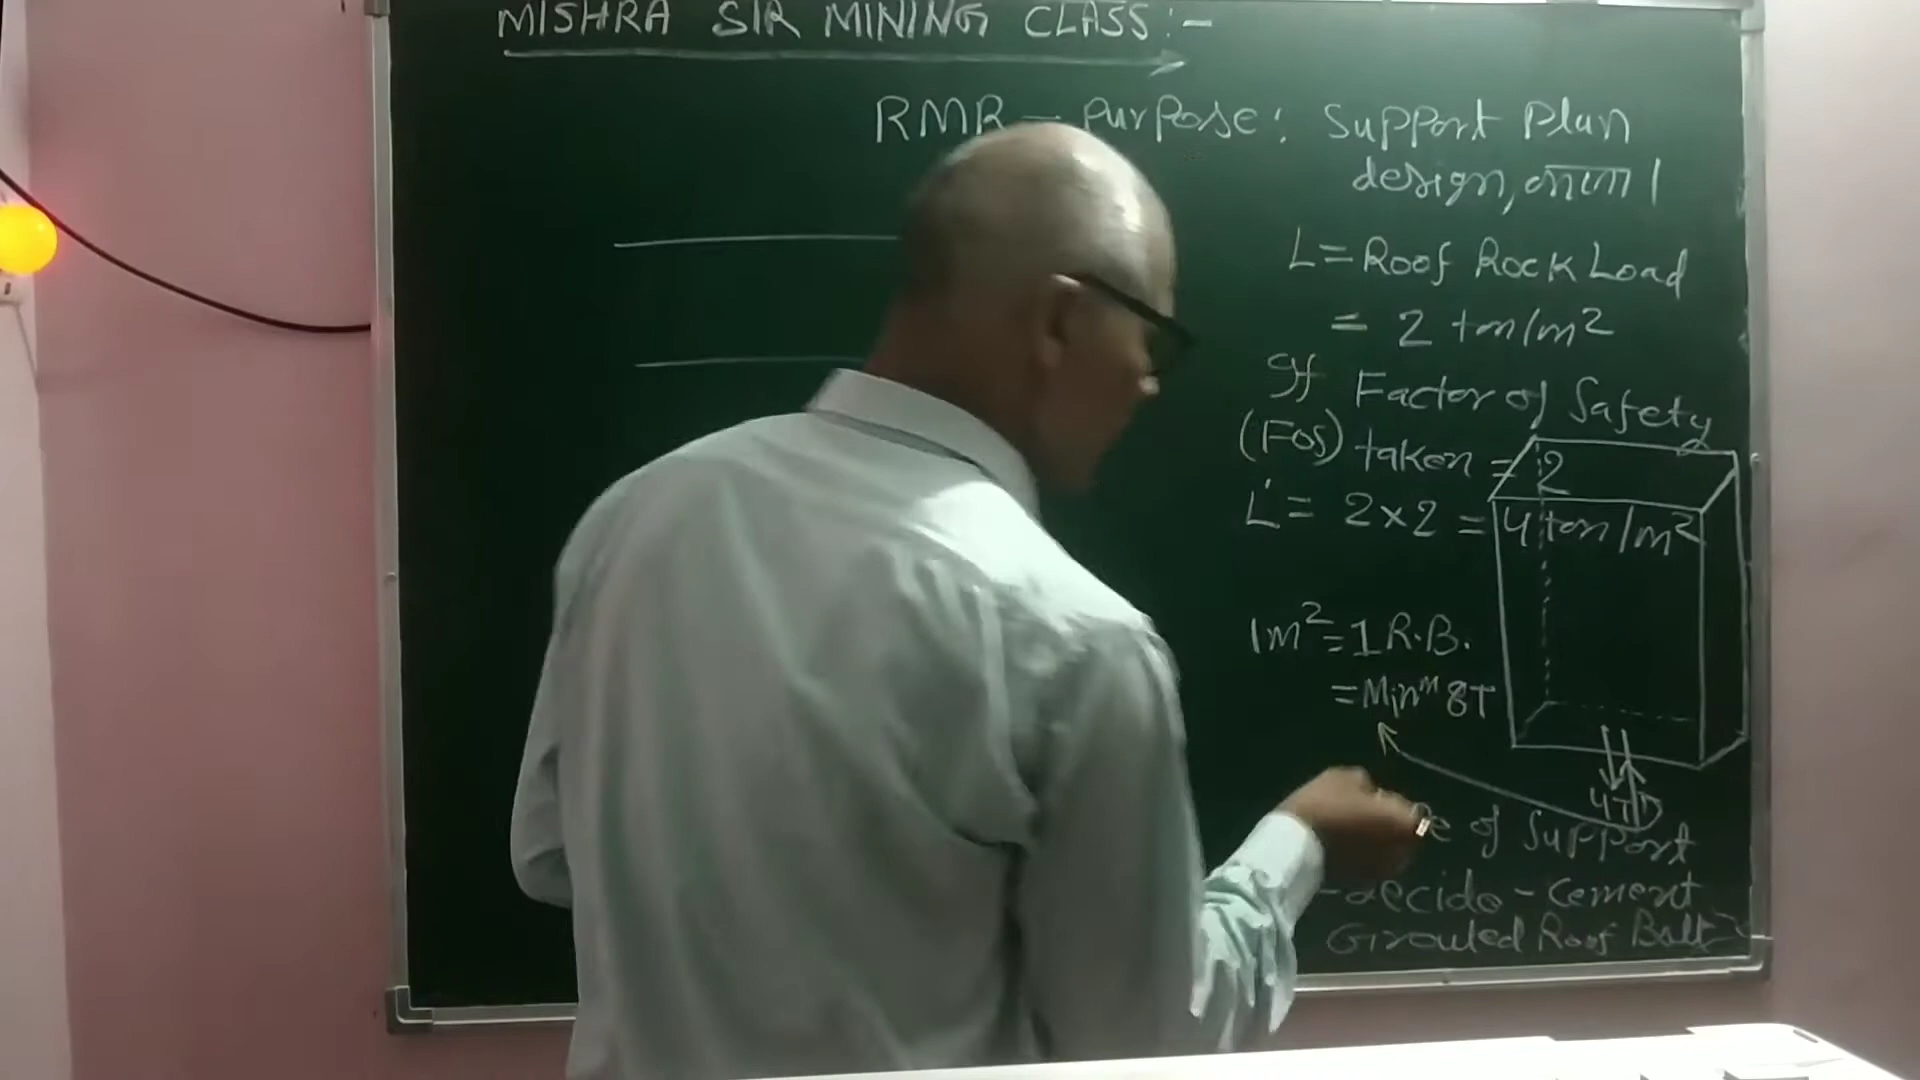 MISHRA SIR MINING CLASS:-
RMR - Purpose: Support Plan
design,
L = Roof Rock Load
= 2 ton/m²
If Factor of Safety
(FOS) taken = 2
L' = 2×2 = 4 ton/m²
1m² = 1 R.B.
= Minᵐ 8T
4T
of Support
-decide - Cement
Grouted Roof Bolt